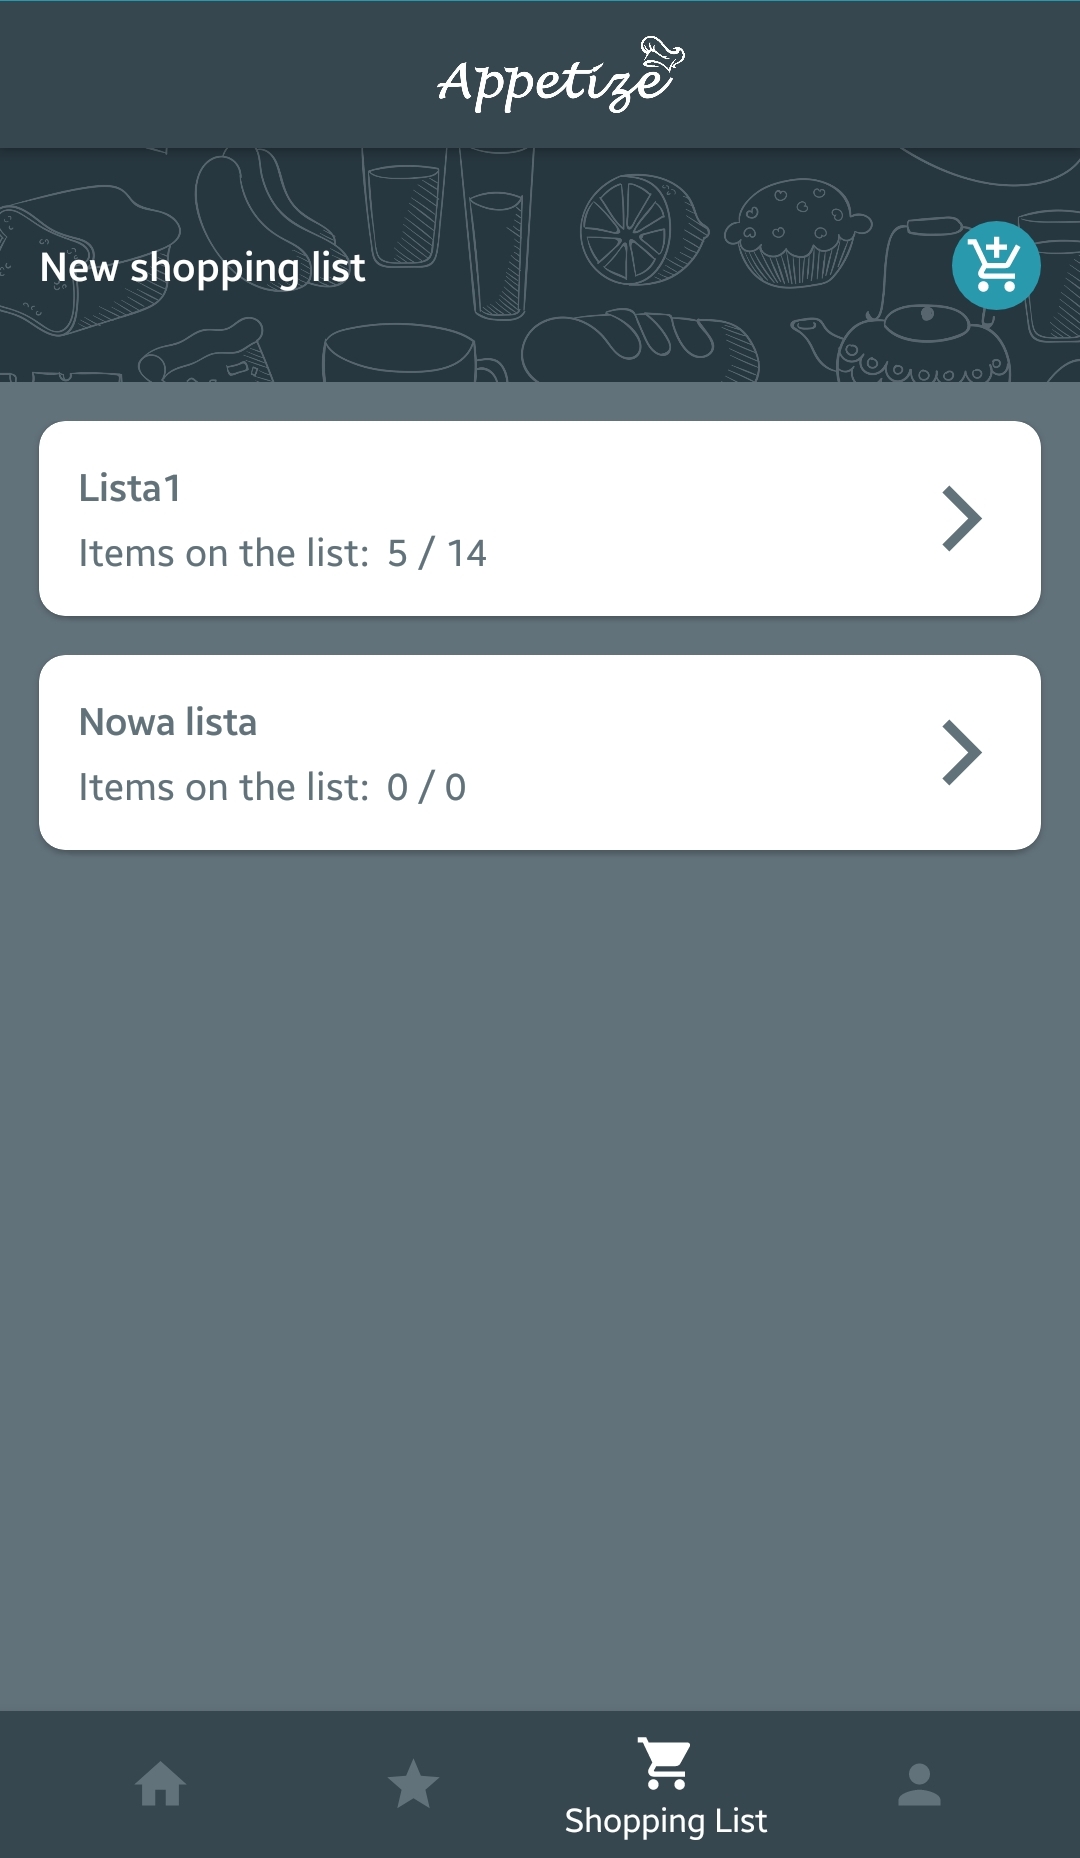 Appetize
New shopping list
Lista1
Items on the list: 5 / 14
Nowa lista
Items on the list: 0 / 0
Shopping List